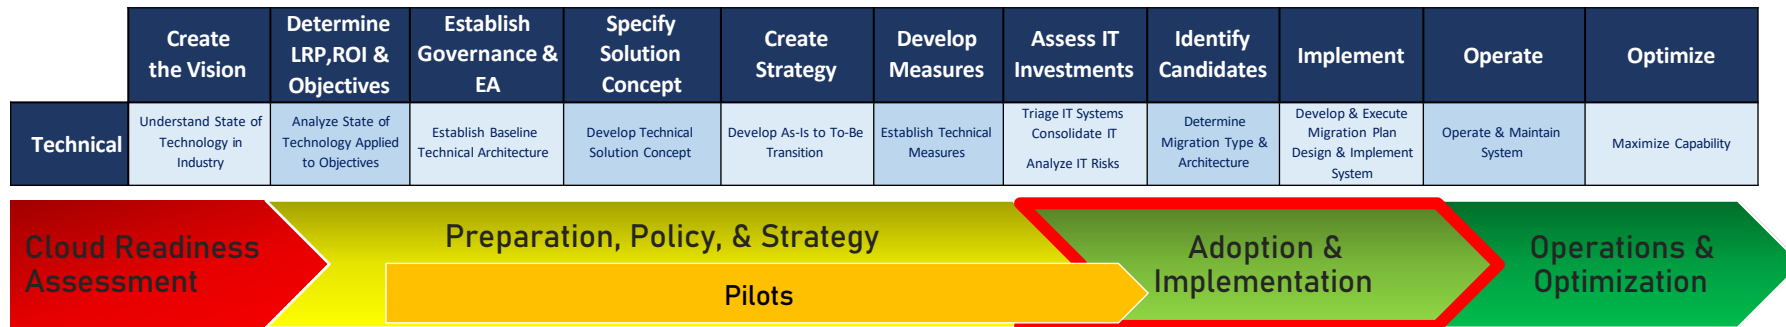 Create
the Vision
Determine
LRP,ROI &
Objectives
Establish
Governance &
EA
Specify
Solution
Concept
Create
Strategy
Develop
Measures
Assess IT
Investments
Identify
Candidates
Implement
Operate
Optimize
Technical
Understand State of
Technology in
Industry
Analyze State of
Technology Applied
to Objectives
Establish Baseline
Technical Architecture
Develop Technical
Solution Concept
Develop As-Is to To-Be
Transition
Establish Technical
Measures
Triage IT Systems
Consolidate IT
Analyze IT Risks
Determine
Migration Type &
Architecture
Develop & Execute
Migration Plan
Design & Implement
System
Operate & Maintain
System
Maximize Capability
Cloud Readiness
Assessment
Preparation, Policy, & Strategy
Pilots
Adoption &
Implementation
Operations &
Optimization